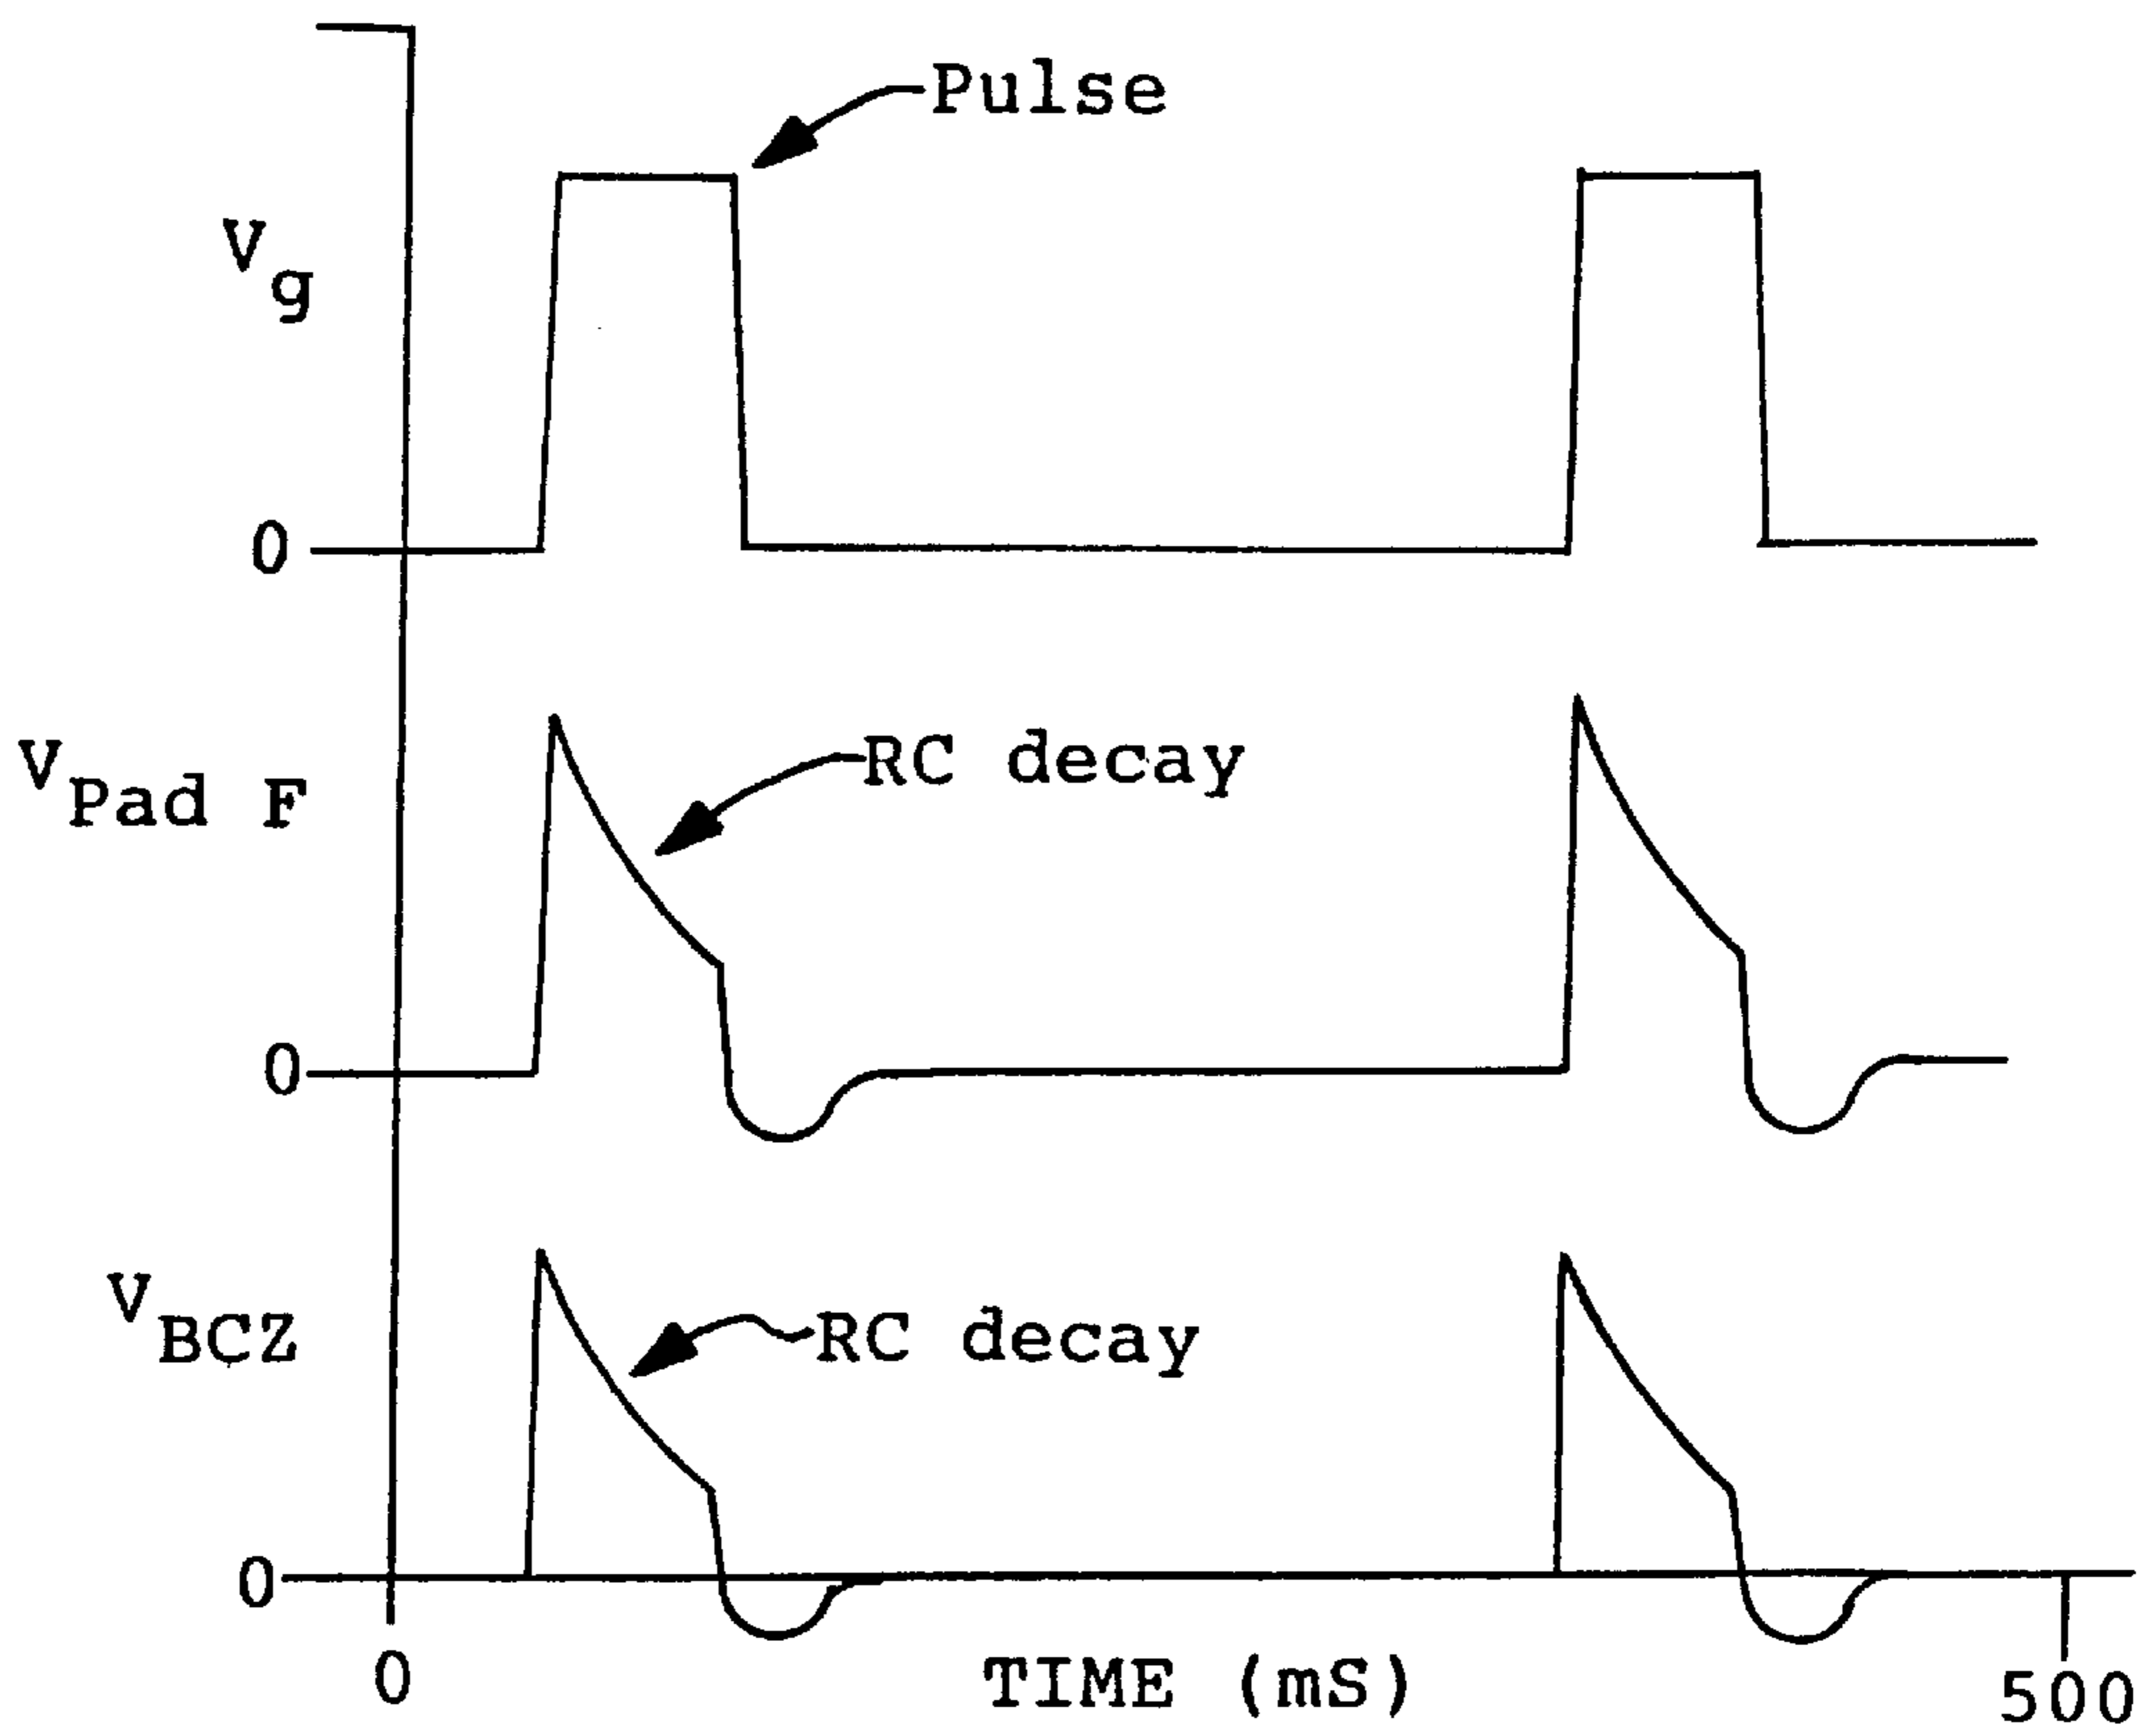 Pulse
Vg
0
VPad F
RC decay
0
VBCZ
RC decay
0
0
TIME (mS)
500